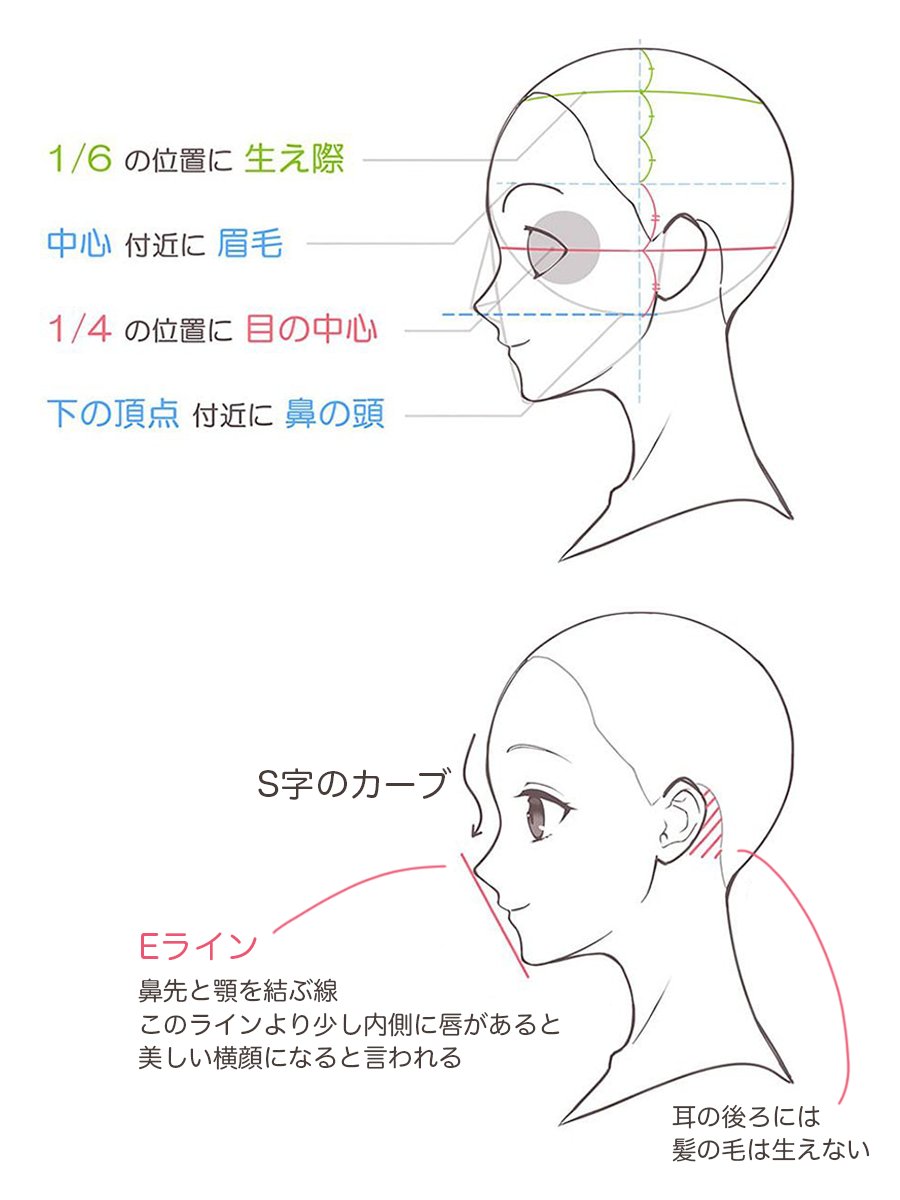 1/6 の位置に 生え際
中心 付近に 眉毛
1/4 の位置に 目の中心
下の頂点 付近に 鼻の頭
S字のカーブ
Eライン
鼻先と顎を結ぶ線
このラインより少し内側に唇があると
美しい横顔になると言われる
耳の後ろには
髪の毛は生えない